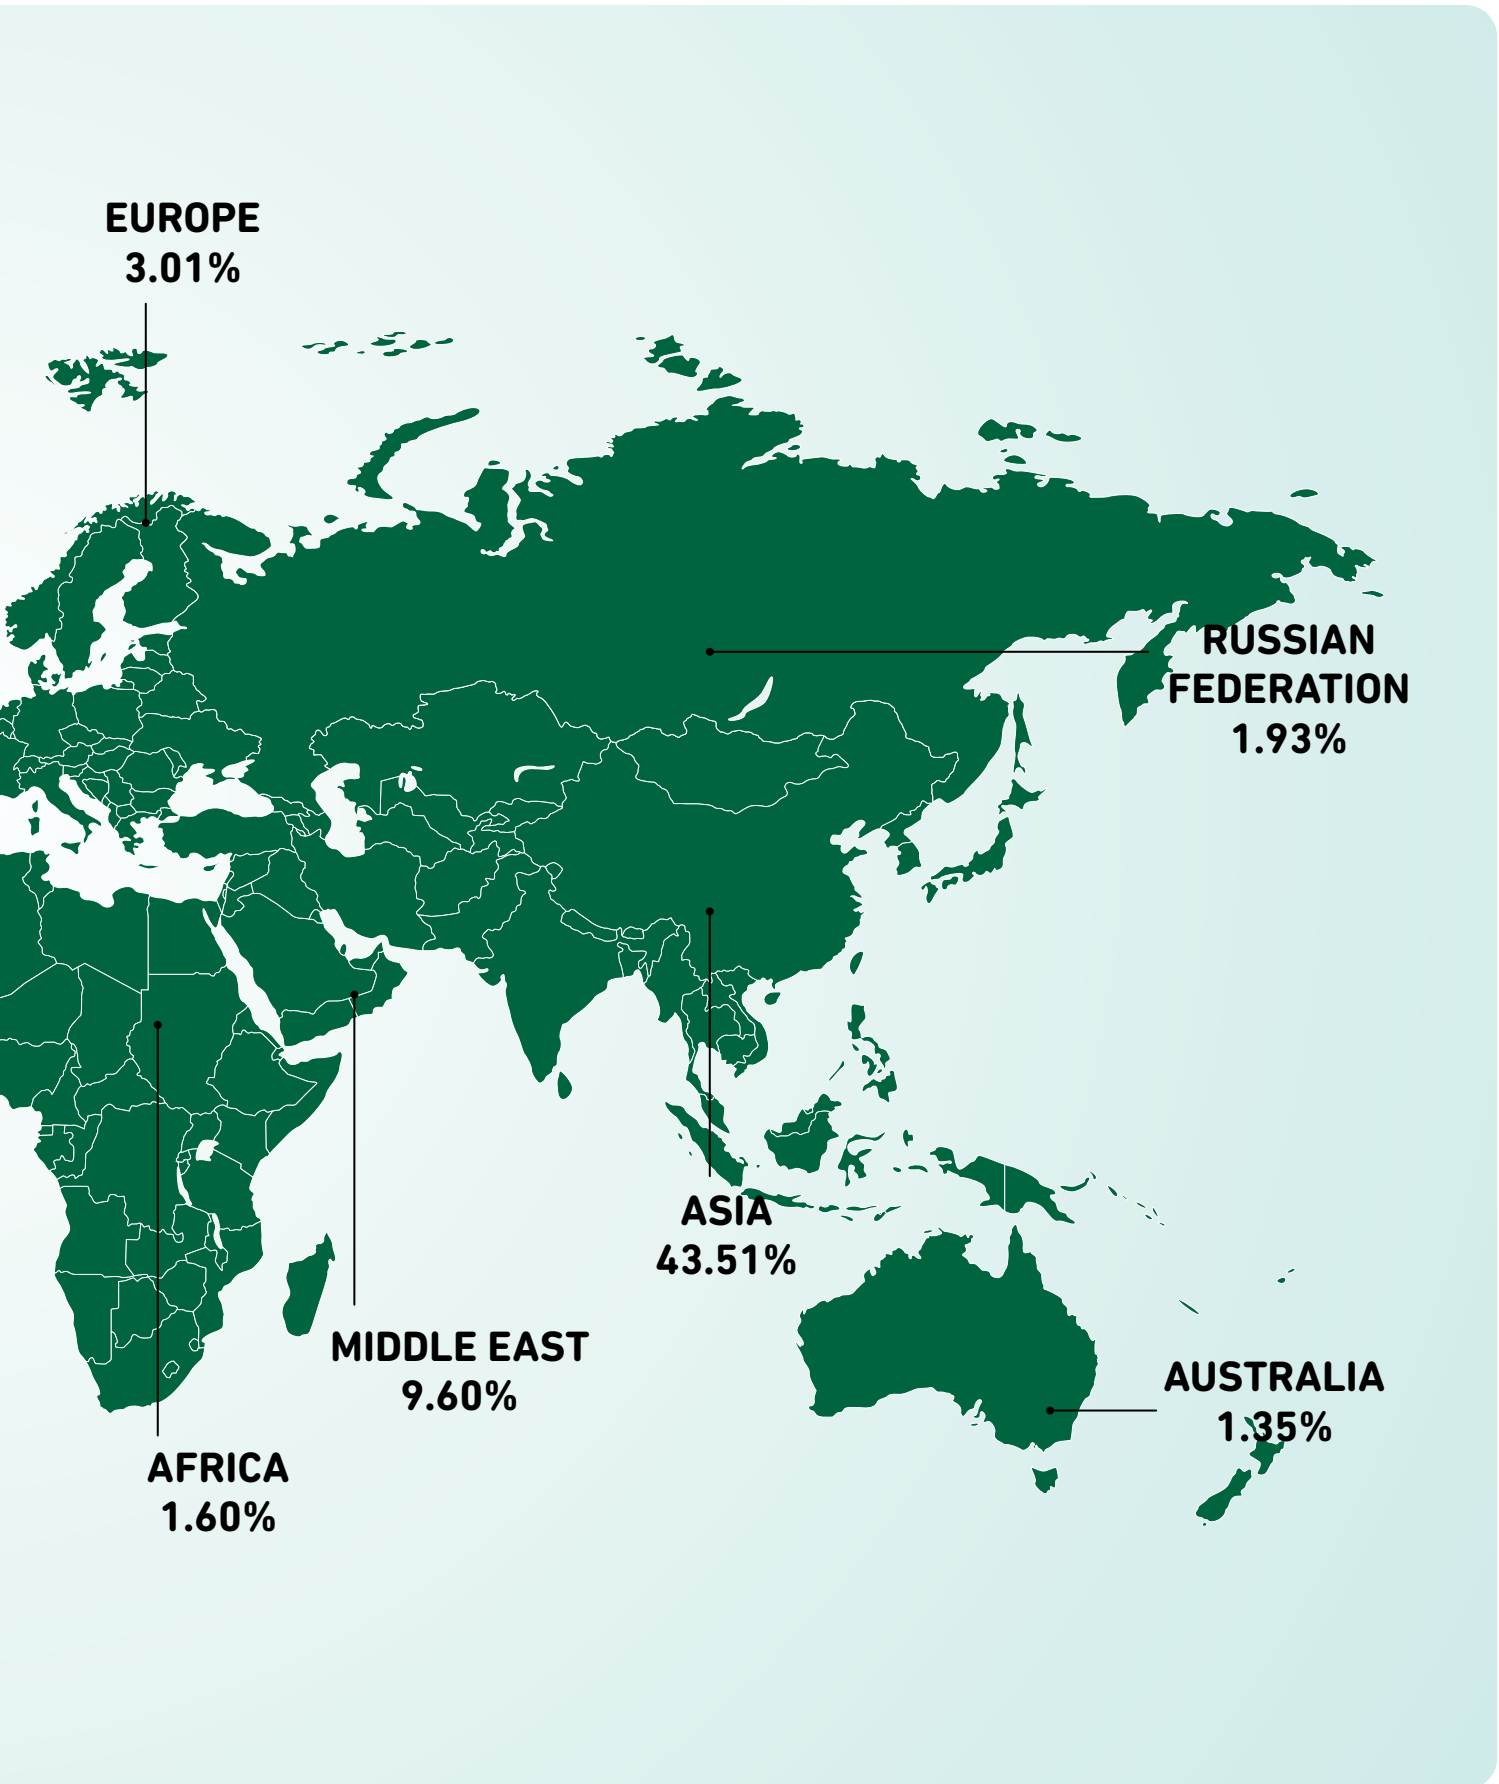 EUROPE
3.01%
RUSSIAN
FEDERATION
1.93%
ASIA
43.51%
MIDDLE EAST
9.60%
AUSTRALIA
1.35%
AFRICA
1.60%